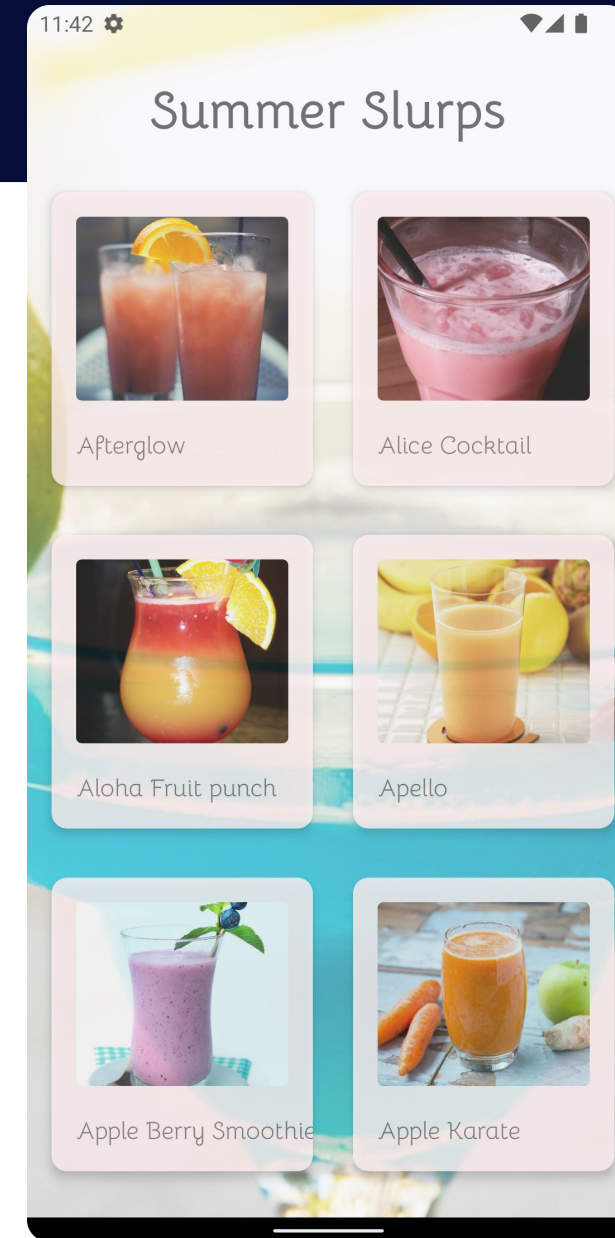 11:42
Summer Slurps
Afterglow
Alice Cocktail
Aloha Fruit punch
Apello
Apple Berry Smoothie
Apple Karate